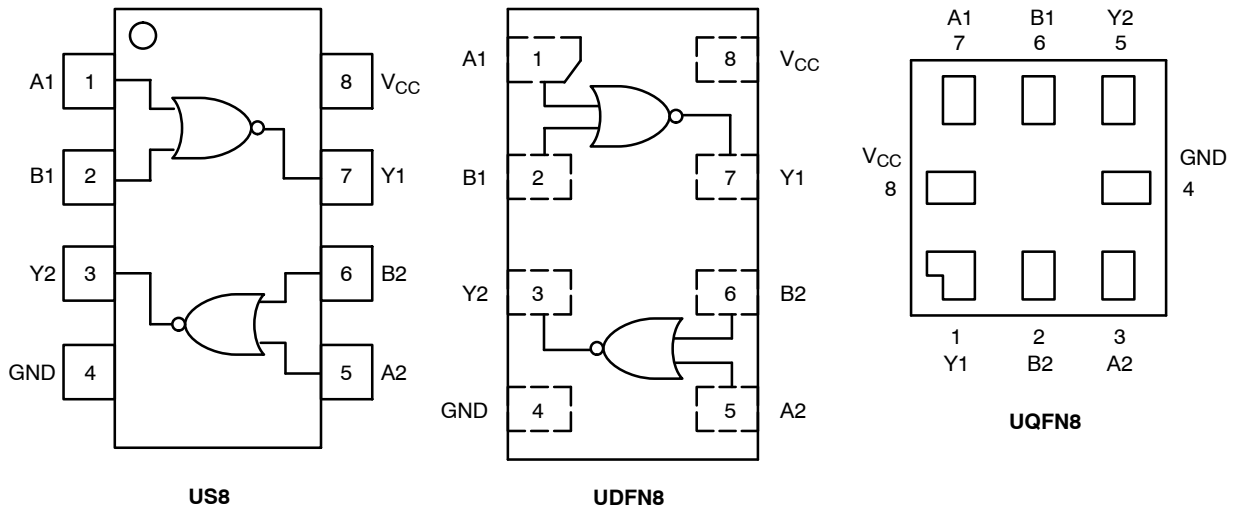 A1 1 8 VCC
B1 2 7 Y1
Y2 3 6 B2
GND 4 5 A2
US8
A1 1 8 VCC
B1 2 7 Y1
Y2 3 6 B2
GND 4 5 A2
UDFN8
A1 B1 Y2
7 6 5
VCC GND
8 4
1 2 3
Y1 B2 A2
UQFN8